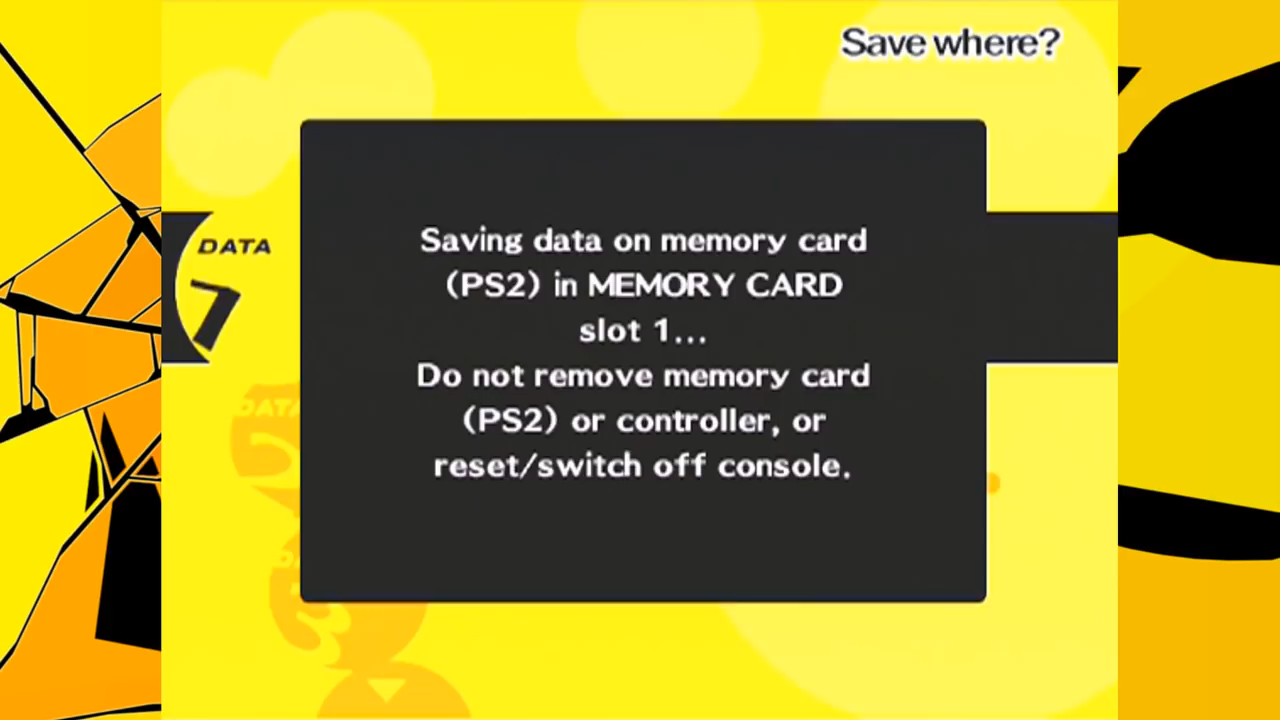 Save where?
DATA
7
Saving data on memory card
(PS2) in MEMORY CARD
slot 1...
Do not remove memory card
(PS2) or controller, or
reset/switch off console.
DATA